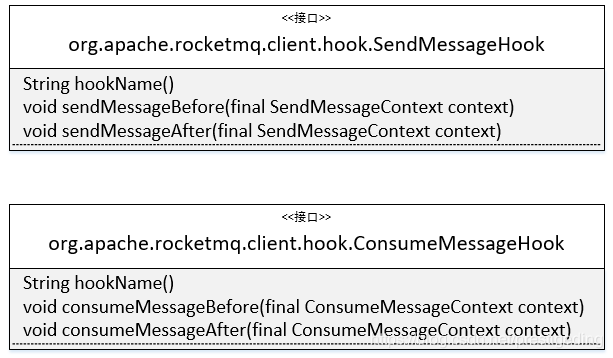 <<接口>>
org.apache.rocketmq.client.hook.SendMessageHook
String hookName()
void sendMessageBefore(final SendMessageContext context)
void sendMessageAfter(final SendMessageContext context)
<<接口>>
org.apache.rocketmq.client.hook.ConsumeMessageHook
String hookName()
void consumeMessageBefore(final ConsumeMessageContext context)
void consumeMessageAfter(final ConsumeMessageContext context)